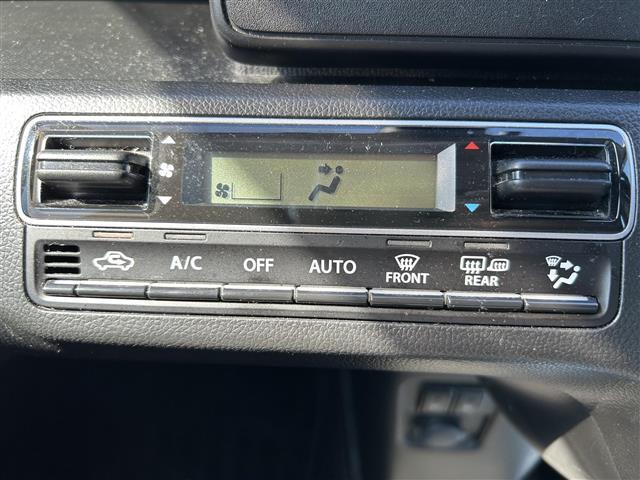 A/C OFF AUTO FRONT REAR